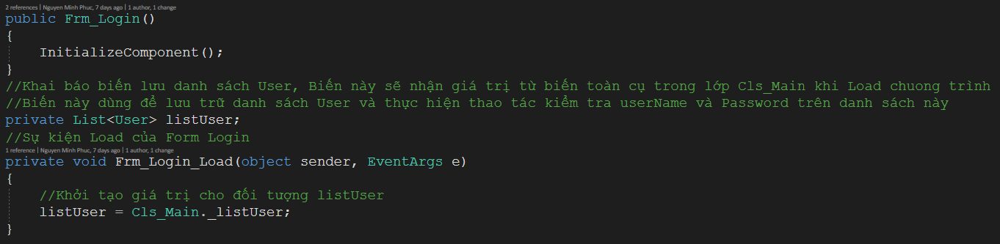 2 references | Nguyen Minh Phuc, 7 days ago | 1 author, 1 change
public Frm_Login()
{
InitializeComponent();
}
//Khai báo biến lưu danh sách User, Biến này sẽ nhận giá trị từ biến toàn cụ trong lớp Cls_Main khi Load chuong trình
//Biến này dùng để lưu trữ danh sách User và thực hiện thao tác kiểm tra userName và Password trên danh sách này
private List<User> listUser;
//Sự kiện Load của Form Login
1 reference | Nguyen Minh Phuc, 7 days ago | 1 author, 1 change
private void Frm_Login_Load(object sender, EventArgs e)
{
//Khởi tạo giá trị cho đối tượng listUser
listUser = Cls_Main._listUser;
}